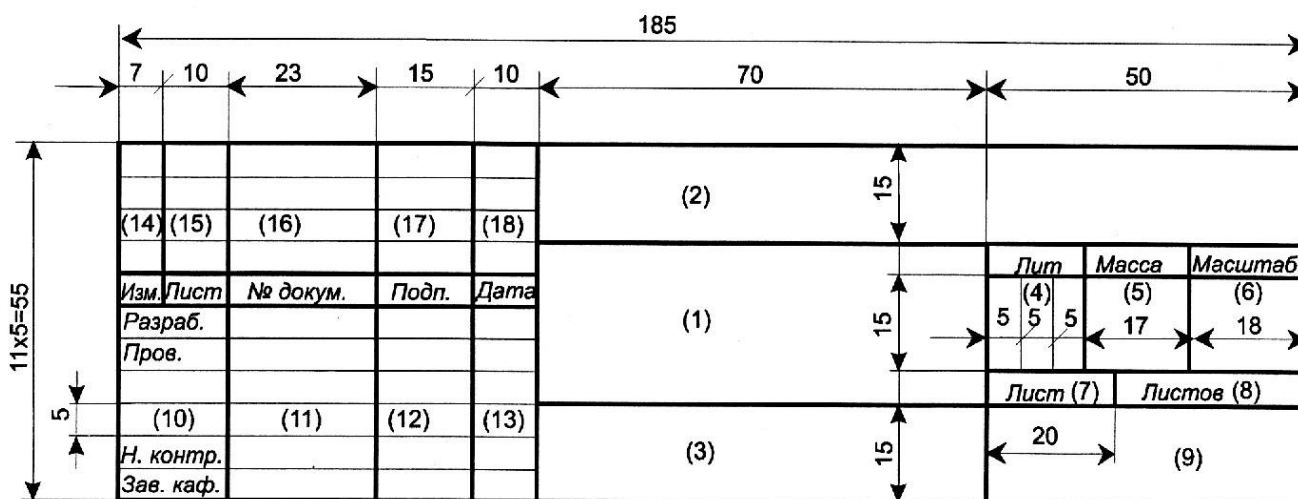 185
7 10 23 15 10 70 50
15
(2)
(14) (15) (16) (17) (18)
Лит Масса Масштаб
Изм. Лист № докум. Подп. Дата
(4) (5) (6)
11х5=55
Разраб.
(1)
15
5 5 5 17 18
Пров.
Лист (7) Листов (8)
5
(10) (11) (12) (13)
20
Н. контр.
(3)
15
(9)
Зав. каф.